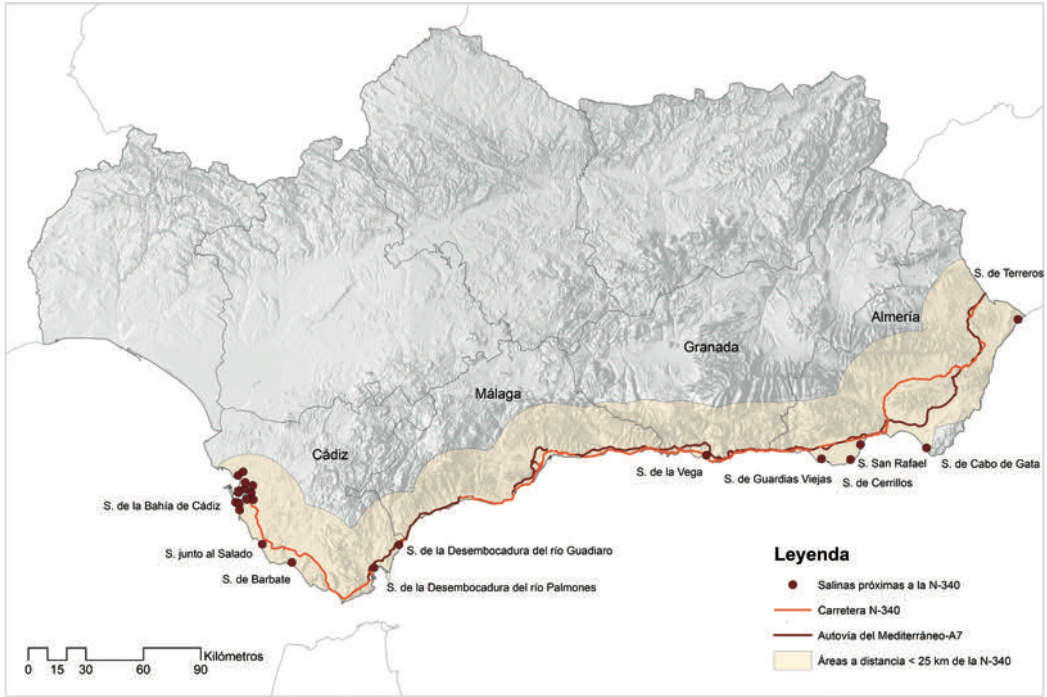 S. de Terreros
Almería
Granada
Málaga
Cádiz
S. de la Vega
S. San Rafael
S. de Cabo de Gata
S. de Guardias Viejas
S. de Cerrillos
S. de la Bahía de Cádiz
S. junto al Salado
S. de la Desembocadura del río Guadiaro
S. de Barbate
S. de la Desembocadura del río Palmones
Leyenda
Salinas próximas a la N-340
Carretera N-340
Autovía del Mediterráneo-A7
Áreas a distancia < 25 km de la N-340
Kilómetros
0 15 30 60 90